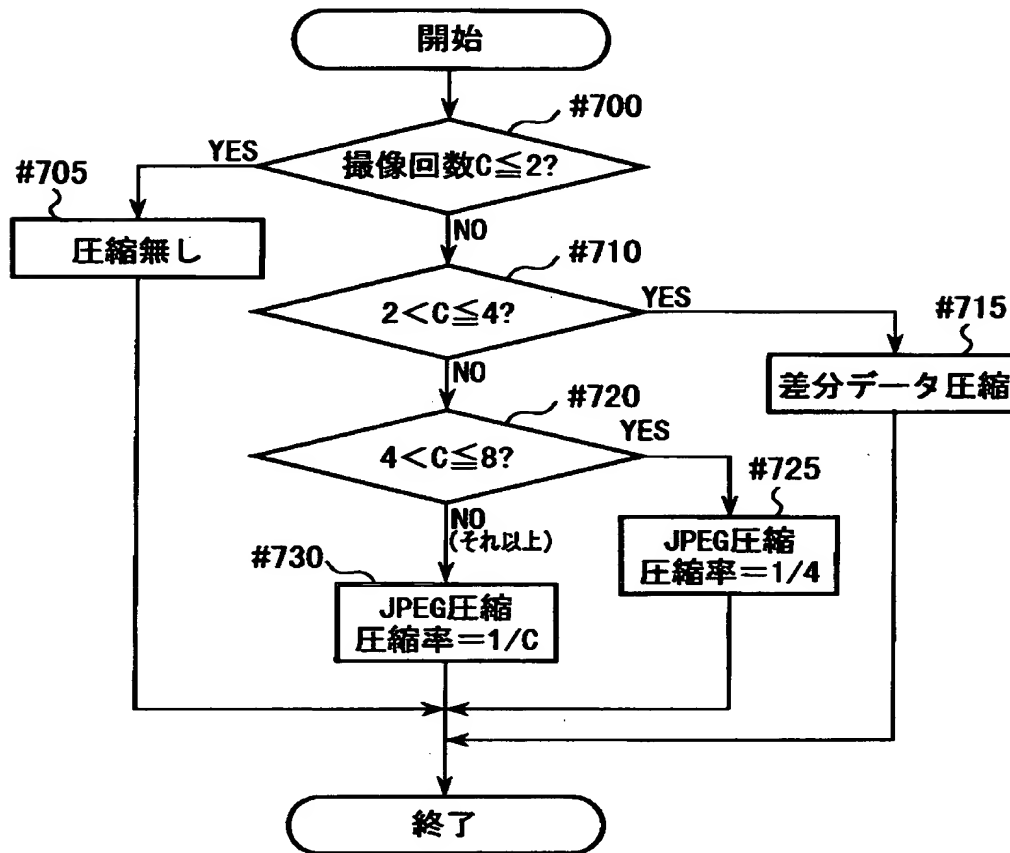 開始
#700
撮像回数C≦2?
YES
#705
圧縮無し
NO
#710
2<C≦4?
YES
#715
差分データ圧縮
NO
#720
4<C≦8?
YES
#725
JPEG圧縮
圧縮率=1/4
NO
(それ以上)
#730
JPEG圧縮
圧縮率=1/C
終了